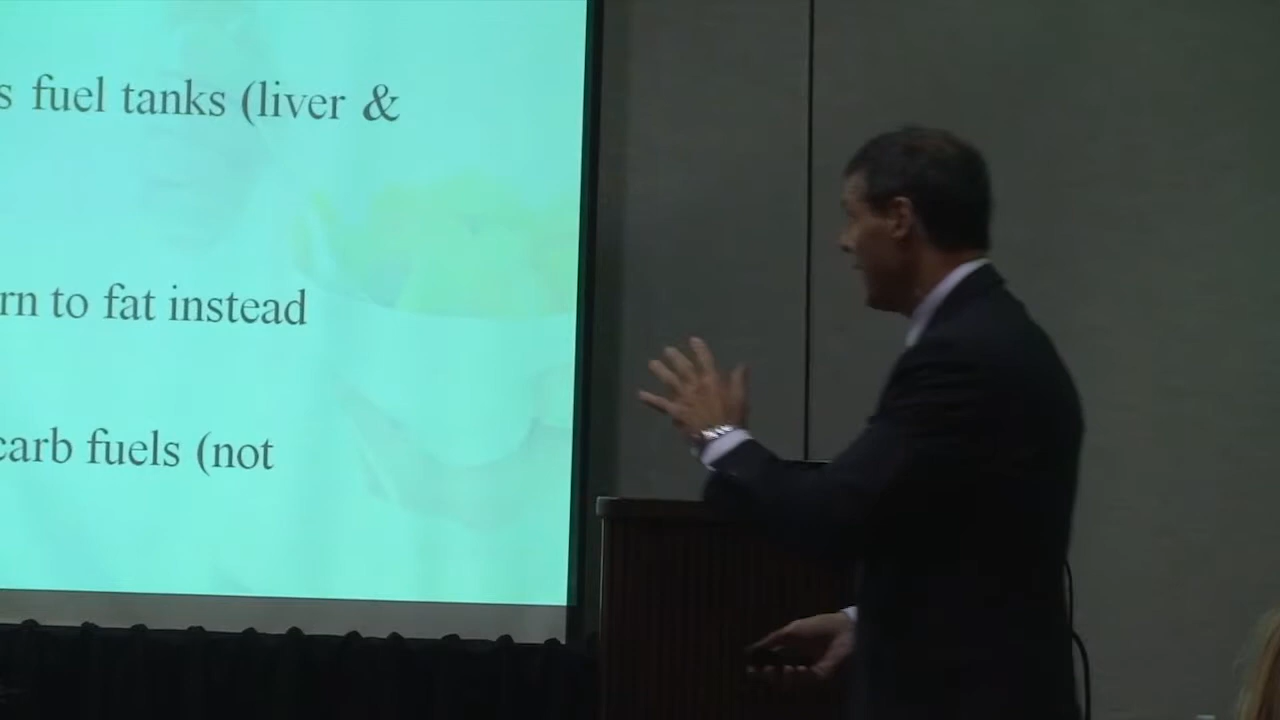 s fuel tanks (liver &
rn to fat instead
carb fuels (not